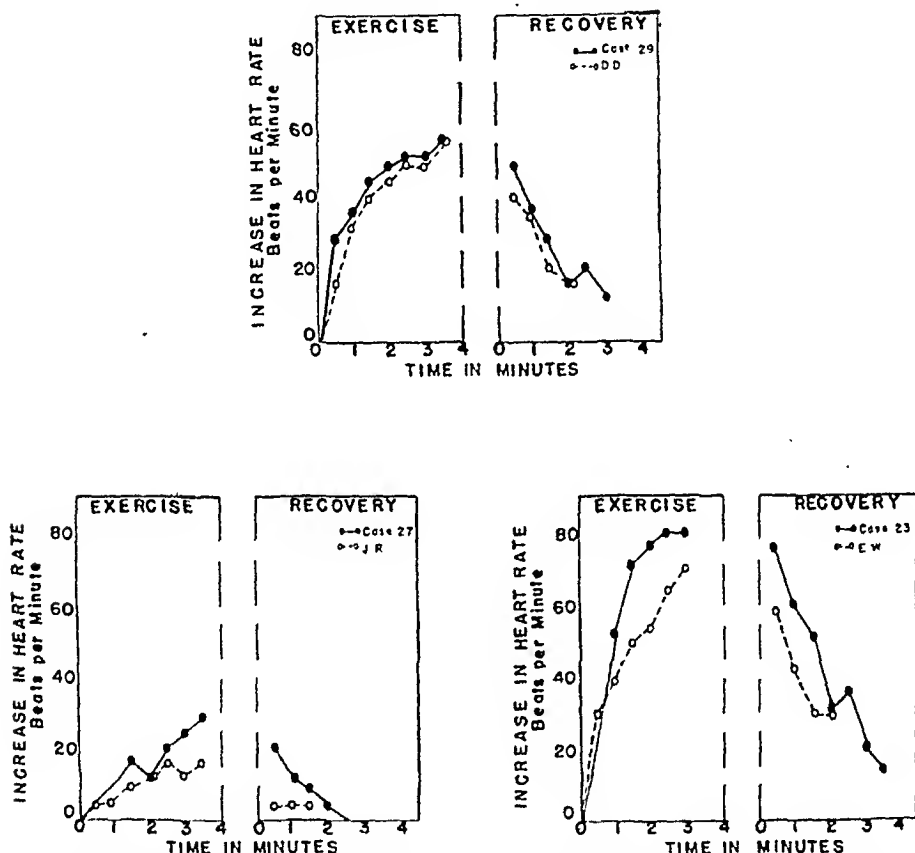 EXERCISE RECOVERY
Case 29
DD
INCREASE IN HEART RATE
Beats per Minute
80
60
40
20
0
0 1 2 3 4 0 1 2 3 4
TIME IN MINUTES
EXERCISE RECOVERY
Case 27
JR
INCREASE IN HEART RATE
Beats per Minute
80
60
40
20
0
0 1 2 3 4 0 1 2 3 4
TIME IN MINUTES
EXERCISE RECOVERY
Case 23
EW
INCREASE IN HEART RATE
Beats per Minute
80
60
40
20
0
0 1 2 3 4 0 1 2 3 4
TIME IN MINUTES